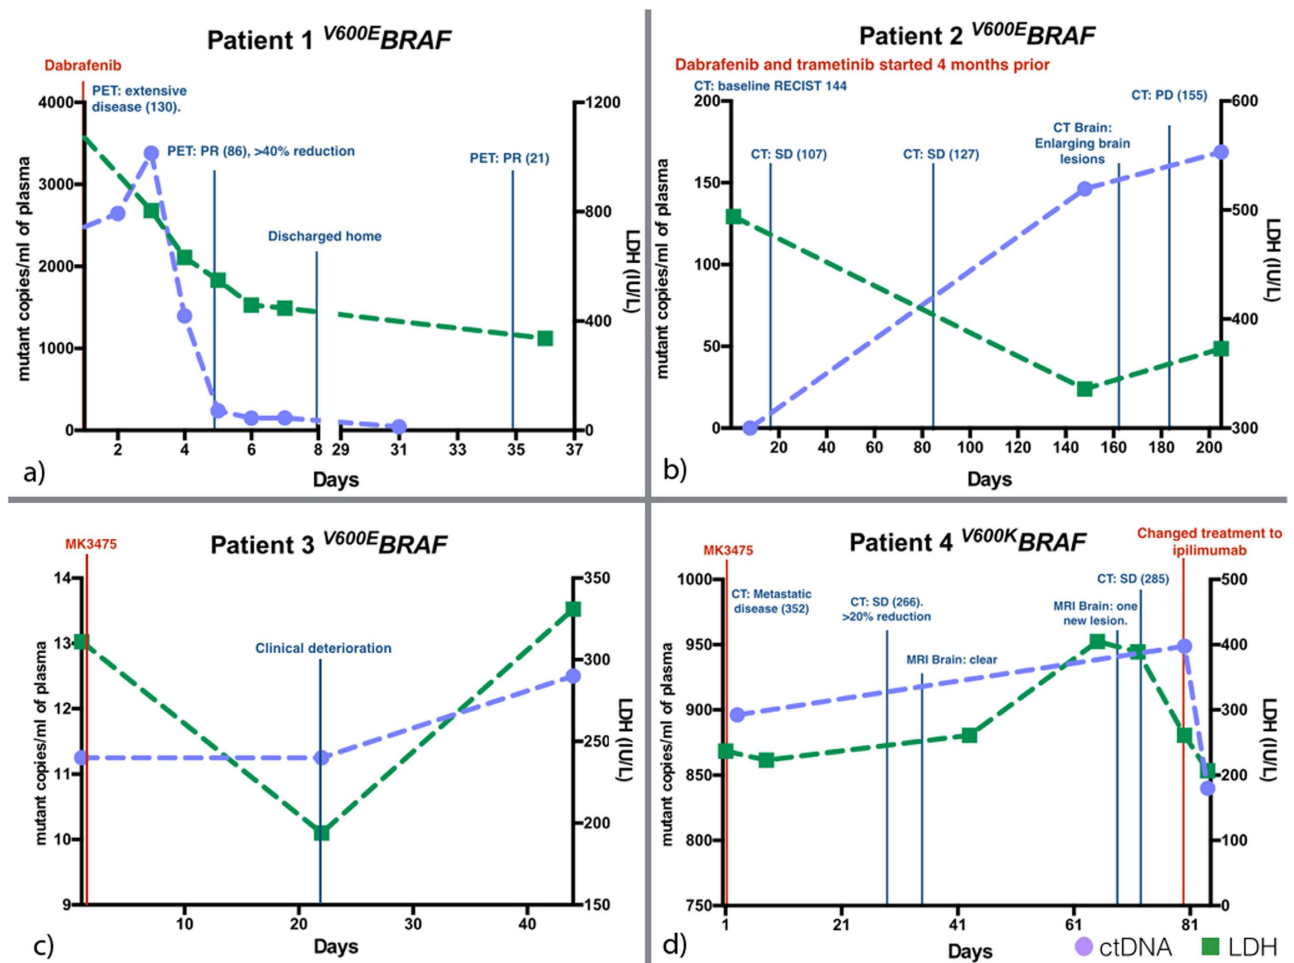 Patient 1 V600E BRAF
Dabrafenib
PET: extensive
disease (130).
PET: PR (86), >40% reduction
PET: PR (21)
Discharged home
mutant copies/ml of plasma
4000
3000
2000
1000
0
1200
800
400
0
LDH (IU/L)
2 4 6 8 29 31 33 35 37
Days
a)
Patient 2 V600E BRAF
Dabrafenib and trametinib started 4 months prior
CT: baseline RECIST 144
CT: PD (155)
CT: SD (107)
CT: SD (127)
CT Brain:
Enlarging brain
lesions
mutant copies/ml of plasma
200
150
100
50
0
600
500
400
300
LDH (IU/L)
20 40 60 80 100 120 140 160 180 200
Days
b)
Patient 3 V600E BRAF
MK3475
Clinical deterioration
mutant copies/ml of plasma
14
13
12
11
10
9
350
300
250
200
150
LDH (IU/L)
10 20 30 40
Days
c)
Patient 4 V600K BRAF
MK3475
Changed treatment to
ipilimumab
CT: Metastatic
disease (352)
CT: SD (266).
>20% reduction
MRI Brain: clear
MRI Brain: one
new lesion.
CT: SD (285)
mutant copies/ml of plasma
1000
950
900
850
800
750
500
400
300
200
100
0
LDH (IU/L)
1 21 41 61 81
Days
d)
ctDNA LDH